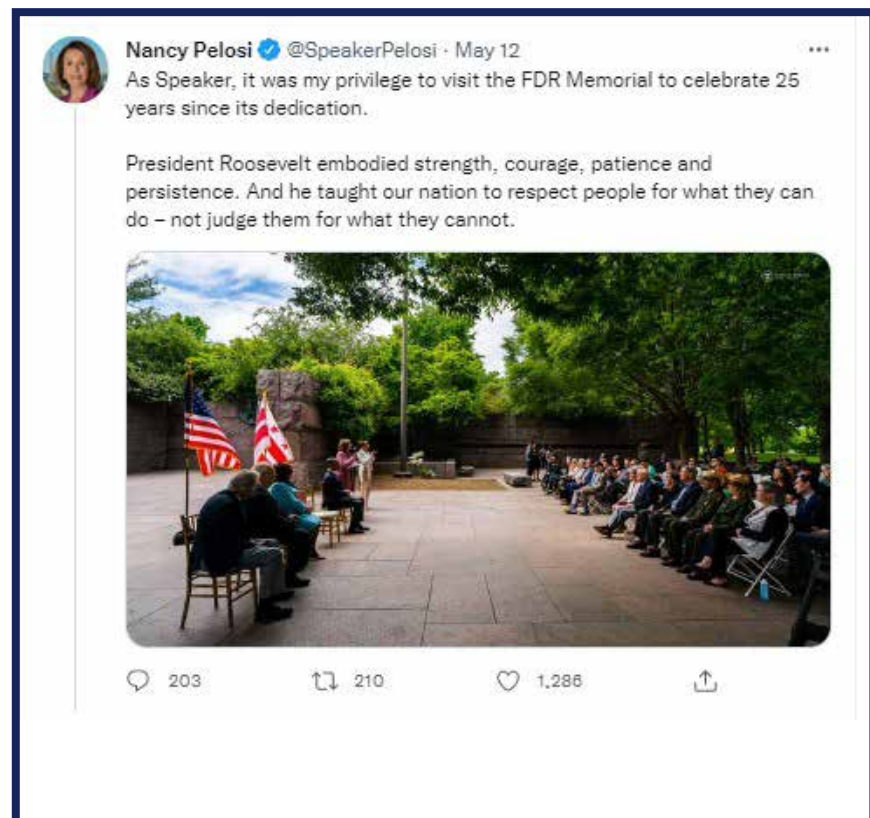 Nancy Pelosi @SpeakerPelosi · May 12
As Speaker, it was my privilege to visit the FDR Memorial to celebrate 25
years since its dedication.
President Roosevelt embodied strength, courage, patience and
persistence. And he taught our nation to respect people for what they can
do – not judge them for what they cannot.
203 210 1,286